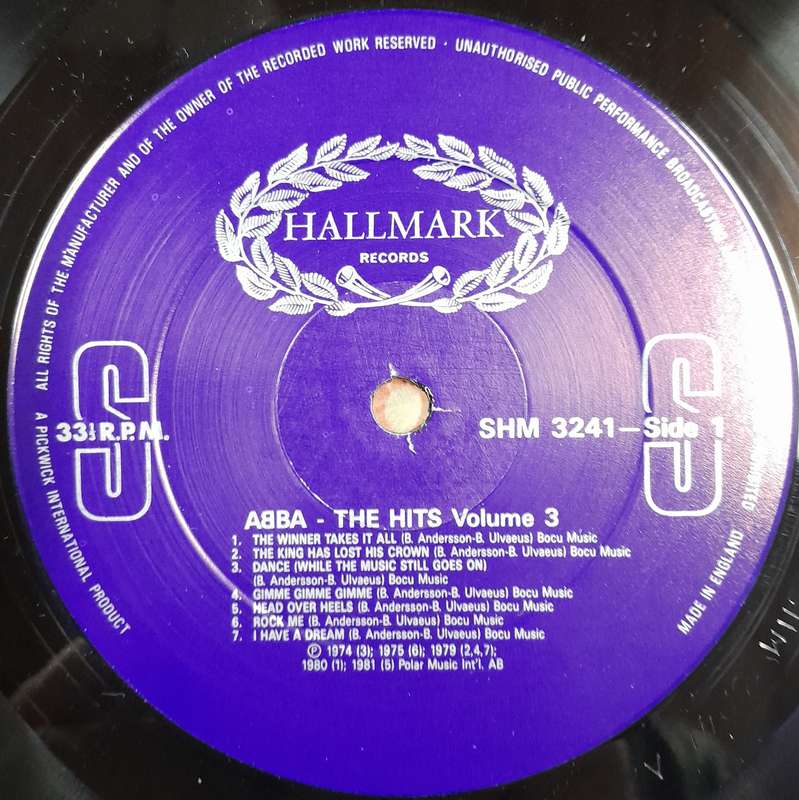 ALL RIGHTS OF THE MANUFACTURER AND OF THE OWNER OF THE RECORDED WORK RESERVED · UNAUTHORISED PUBLIC PERFORMANCE BROADCASTING
HALLMARK
RECORDS
S
S
33⅓ R.P.M.
SHM 3241—Side 1
ABBA - THE HITS Volume 3
1. THE WINNER TAKES IT ALL (B. Andersson-B. Ulvaeus) Bocu Music
2. THE KING HAS LOST HIS CROWN (B. Andersson-B. Ulvaeus) Bocu Music
3. DANCE (WHILE THE MUSIC STILL GOES ON)
(B. Andersson-B. Ulvaeus) Bocu Music
4. GIMME GIMME GIMME (B. Andersson-B. Ulvaeus) Bocu Music
5. HEAD OVER HEELS (B. Andersson-B. Ulvaeus) Bocu Music
6. ROCK ME (B. Andersson-B. Ulvaeus) Bocu Music
7. I HAVE A DREAM (B. Andersson-B. Ulvaeus) Bocu Music
Ⓟ 1974 (3); 1975 (6); 1979 (2,4,7);
1980 (1); 1981 (5) Polar Music Int'l. AB
A PICKWICK INTERNATIONAL PRODUCT
MADE IN ENGLAND